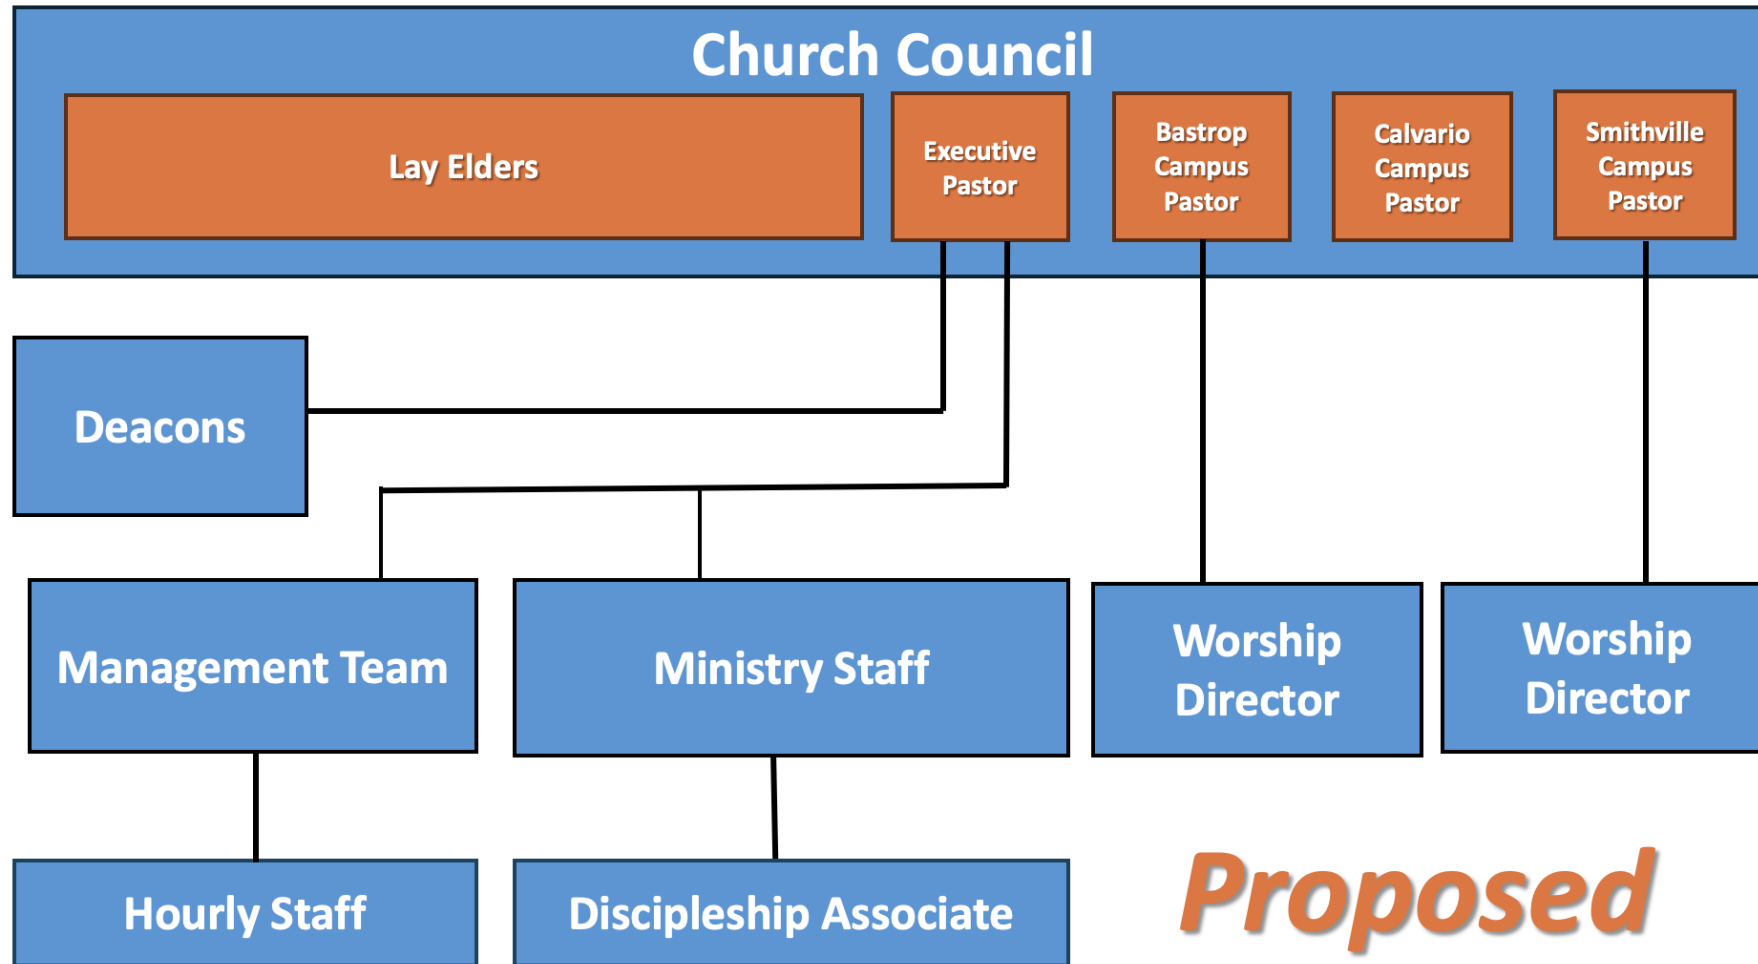 Church Council
Lay Elders
Executive
Pastor
Bastrop
Campus
Pastor
Calvario
Campus
Pastor
Smithville
Campus
Pastor
Deacons
Management Team
Ministry Staff
Worship
Director
Worship
Director
Hourly Staff
Discipleship Associate
Proposed